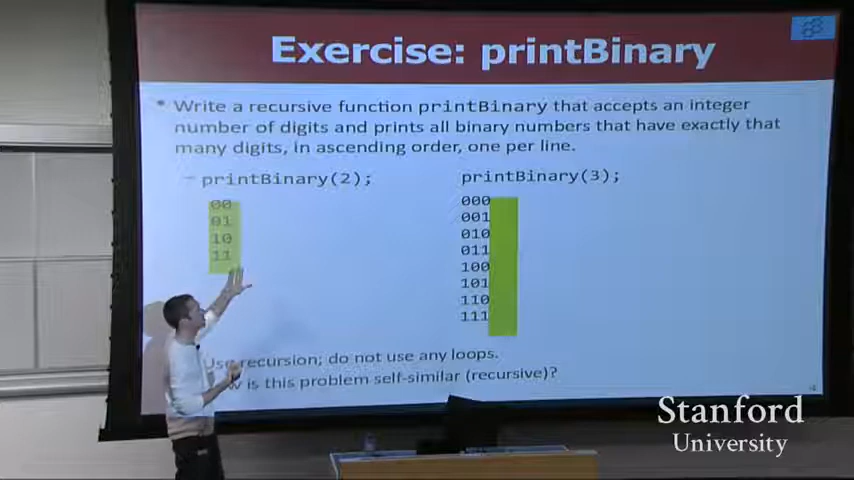 Exercise: printBinary
• Write a recursive function printBinary that accepts an integer
number of digits and prints all binary numbers that have exactly that
many digits, in ascending order, one per line.
– printBinary(2);
00
01
10
11
printBinary(3);
000
001
010
011
100
101
110
111
Use recursion; do not use any loops.
is this problem self-similar (recursive)?
4
Stanford
University